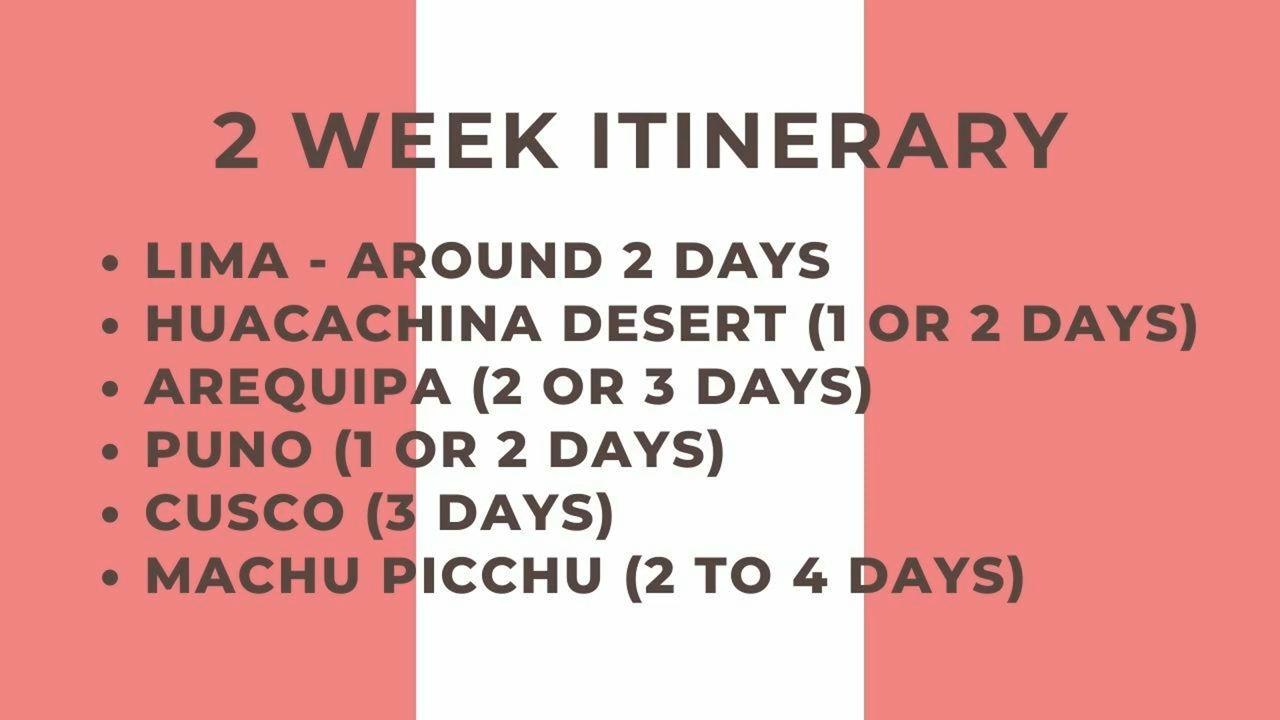 2 WEEK ITINERARY
• LIMA - AROUND 2 DAYS
• HUACACHINA DESERT (1 OR 2 DAYS)
• AREQUIPA (2 OR 3 DAYS)
• PUNO (1 OR 2 DAYS)
• CUSCO (3 DAYS)
• MACHU PICCHU (2 TO 4 DAYS)